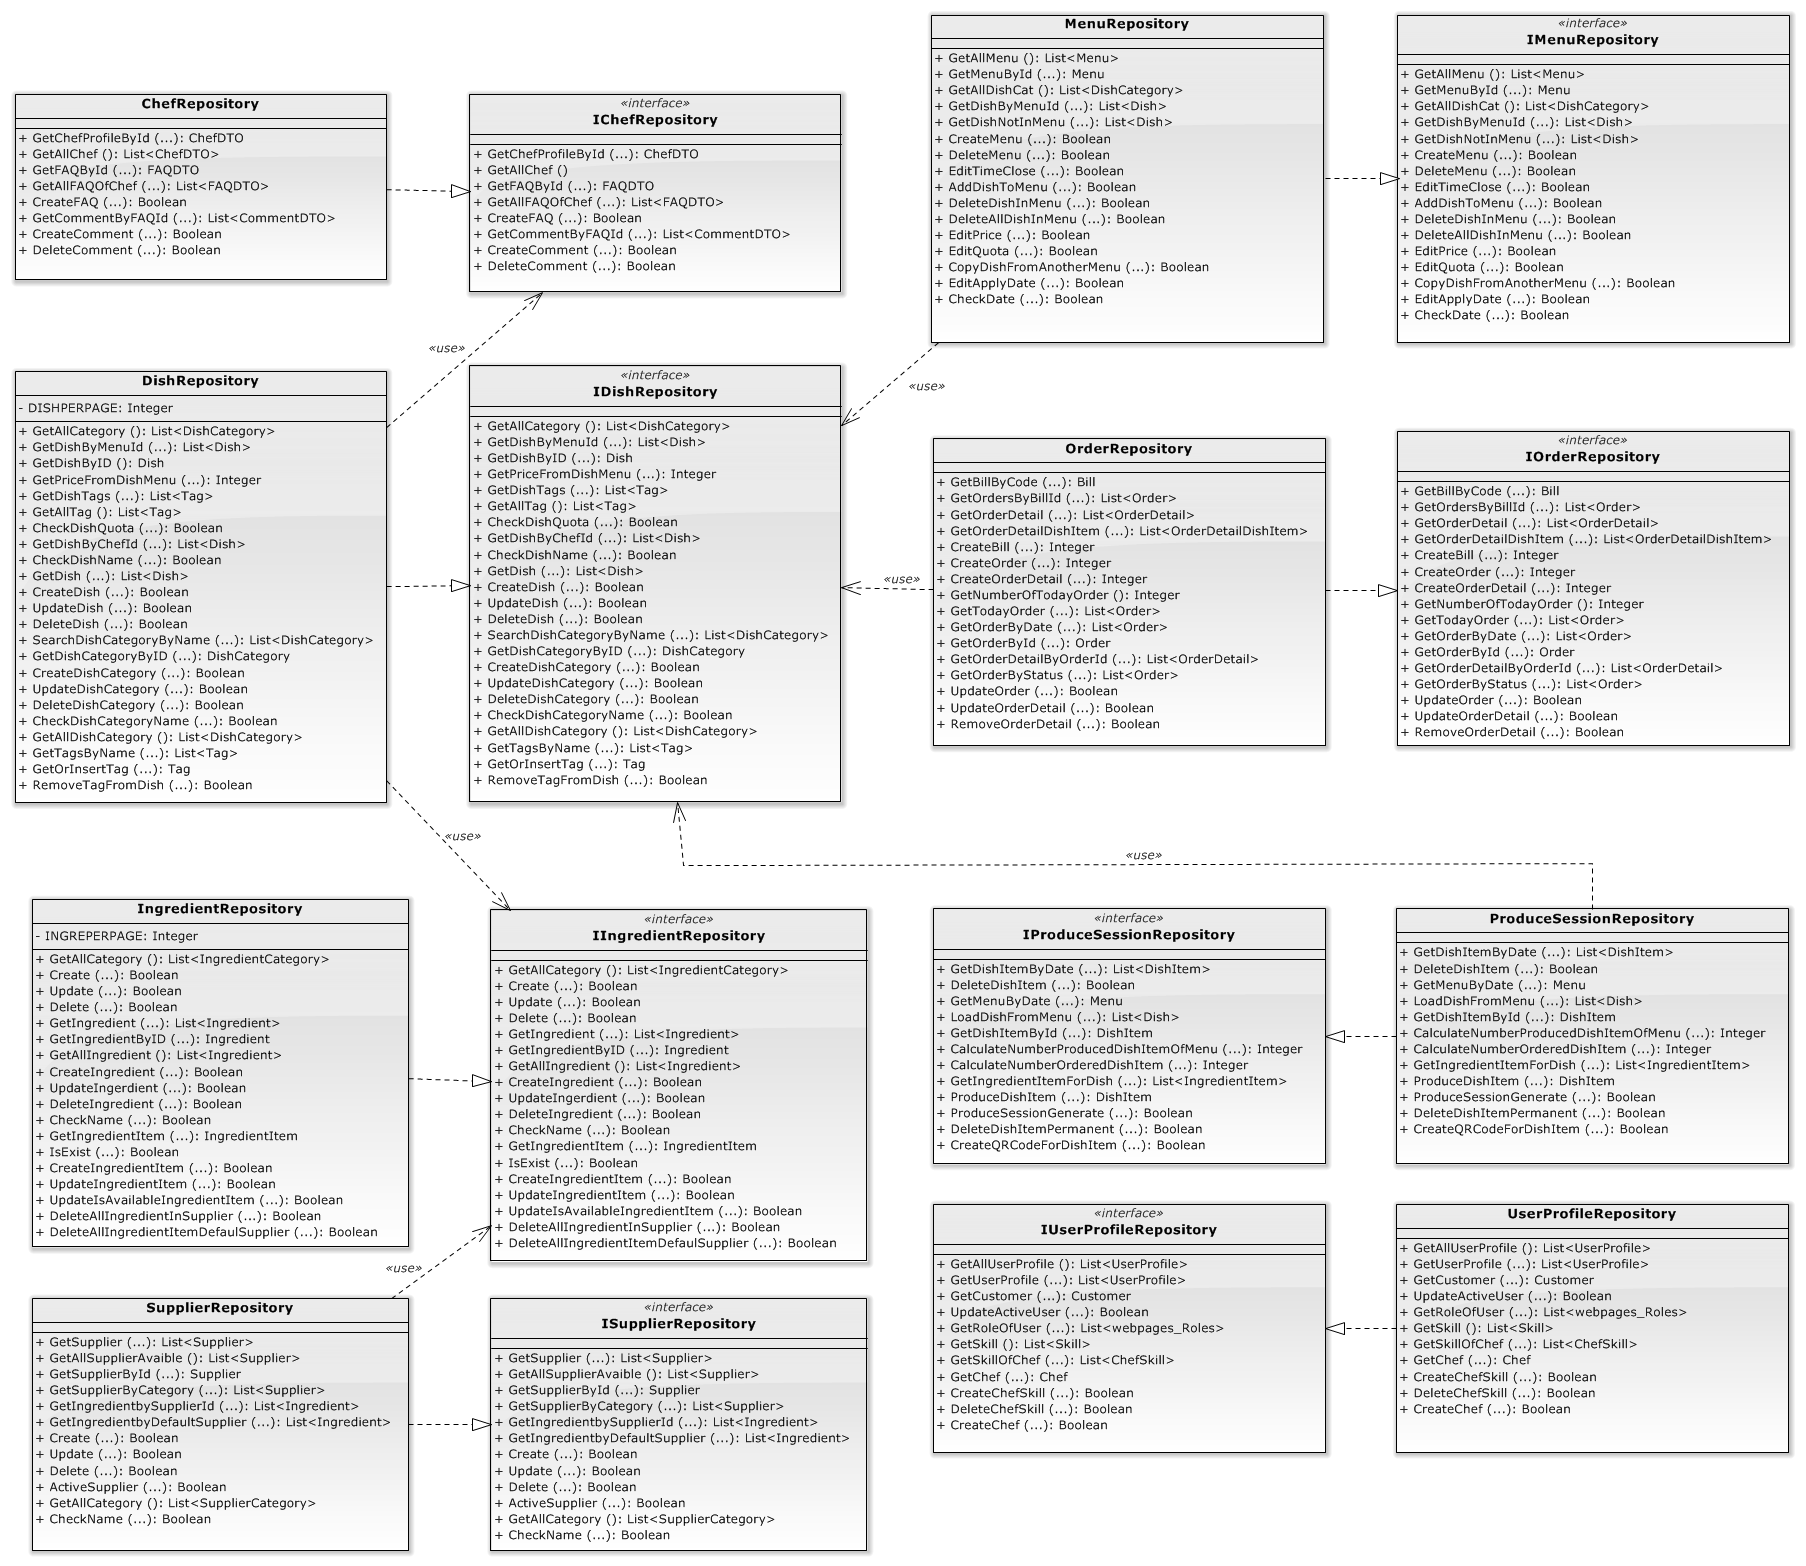 ChefRepository
+ GetChefProfileById (...): ChefDTO
+ GetAllChef (): List<ChefDTO>
+ GetFAQById (...): FAQDTO
+ GetAllFAQOfChef (...): List<FAQDTO>
+ CreateFAQ (...): Boolean
+ GetCommentByFAQId (...): List<CommentDTO>
+ CreateComment (...): Boolean
+ DeleteComment (...): Boolean
«interface»
IChefRepository
+ GetChefProfileById (...): ChefDTO
+ GetAllChef ()
+ GetFAQById (...): FAQDTO
+ GetAllFAQOfChef (...): List<FAQDTO>
+ CreateFAQ (...): Boolean
+ GetCommentByFAQId (...): List<CommentDTO>
+ CreateComment (...): Boolean
+ DeleteComment (...): Boolean
MenuRepository
+ GetAllMenu (): List<Menu>
+ GetMenuById (...): Menu
+ GetAllDishCat (): List<DishCategory>
+ GetDishByMenuId (...): List<Dish>
+ GetDishNotInMenu (...): List<Dish>
+ CreateMenu (...): Boolean
+ DeleteMenu (...): Boolean
+ EditTimeClose (...): Boolean
+ AddDishToMenu (...): Boolean
+ DeleteDishInMenu (...): Boolean
+ DeleteAllDishInMenu (...): Boolean
+ EditPrice (...): Boolean
+ EditQuota (...): Boolean
+ CopyDishFromAnotherMenu (...): Boolean
+ EditApplyDate (...): Boolean
+ CheckDate (...): Boolean
«interface»
IMenuRepository
+ GetAllMenu (): List<Menu>
+ GetMenuById (...): Menu
+ GetAllDishCat (): List<DishCategory>
+ GetDishByMenuId (...): List<Dish>
+ GetDishNotInMenu (...): List<Dish>
+ CreateMenu (...): Boolean
+ DeleteMenu (...): Boolean
+ EditTimeClose (...): Boolean
+ AddDishToMenu (...): Boolean
+ DeleteDishInMenu (...): Boolean
+ DeleteAllDishInMenu (...): Boolean
+ EditPrice (...): Boolean
+ EditQuota (...): Boolean
+ CopyDishFromAnotherMenu (...): Boolean
+ EditApplyDate (...): Boolean
+ CheckDate (...): Boolean
«use»
«use»
DishRepository
- DISHPERPAGE: Integer
+ GetAllCategory (): List<DishCategory>
+ GetDishByMenuId (...): List<Dish>
+ GetDishByID (): Dish
+ GetPriceFromDishMenu (...): Integer
+ GetDishTags (...): List<Tag>
+ GetAllTag (): List<Tag>
+ CheckDishQuota (...): Boolean
+ GetDishByChefId (...): List<Dish>
+ CheckDishName (...): Boolean
+ GetDish (...): List<Dish>
+ CreateDish (...): Boolean
+ UpdateDish (...): Boolean
+ DeleteDish (...): Boolean
+ SearchDishCategoryByName (...): List<DishCategory>
+ GetDishCategoryByID (...): DishCategory
+ CreateDishCategory (...): Boolean
+ UpdateDishCategory (...): Boolean
+ DeleteDishCategory (...): Boolean
+ CheckDishCategoryName (...): Boolean
+ GetAllDishCategory (): List<DishCategory>
+ GetTagsByName (...): List<Tag>
+ GetOrInsertTag (...): Tag
+ RemoveTagFromDish (...): Boolean
«interface»
IDishRepository
+ GetAllCategory (): List<DishCategory>
+ GetDishByMenuId (...): List<Dish>
+ GetDishByID (...): Dish
+ GetPriceFromDishMenu (...): Integer
+ GetDishTags (...): List<Tag>
+ GetAllTag (): List<Tag>
+ CheckDishQuota (...): Boolean
+ GetDishByChefId (...): List<Dish>
+ CheckDishName (...): Boolean
+ GetDish (...): List<Dish>
+ CreateDish (...): Boolean
+ UpdateDish (...): Boolean
+ DeleteDish (...): Boolean
+ SearchDishCategoryByName (...): List<DishCategory>
+ GetDishCategoryByID (...): DishCategory
+ CreateDishCategory (...): Boolean
+ UpdateDishCategory (...): Boolean
+ DeleteDishCategory (...): Boolean
+ CheckDishCategoryName (...): Boolean
+ GetAllDishCategory (): List<DishCategory>
+ GetTagsByName (...): List<Tag>
+ GetOrInsertTag (...): Tag
+ RemoveTagFromDish (...): Boolean
«use»
OrderRepository
+ GetBillByCode (...): Bill
+ GetOrdersByBillId (...): List<Order>
+ GetOrderDetail (...): List<OrderDetail>
+ GetOrderDetailDishItem (...): List<OrderDetailDishItem>
+ CreateBill (...): Integer
+ CreateOrder (...): Integer
+ CreateOrderDetail (...): Integer
+ GetNumberOfTodayOrder (): Integer
+ GetTodayOrder (...): List<Order>
+ GetOrderByDate (...): List<Order>
+ GetOrderById (...): Order
+ GetOrderDetailByOrderId (...): List<OrderDetail>
+ GetOrderByStatus (...): List<Order>
+ UpdateOrder (...): Boolean
+ UpdateOrderDetail (...): Boolean
+ RemoveOrderDetail (...): Boolean
«interface»
IOrderRepository
+ GetBillByCode (...): Bill
+ GetOrdersByBillId (...): List<Order>
+ GetOrderDetail (...): List<OrderDetail>
+ GetOrderDetailDishItem (...): List<OrderDetailDishItem>
+ CreateBill (...): Integer
+ CreateOrder (...): Integer
+ CreateOrderDetail (...): Integer
+ GetNumberOfTodayOrder (): Integer
+ GetTodayOrder (...): List<Order>
+ GetOrderByDate (...): List<Order>
+ GetOrderById (...): Order
+ GetOrderDetailByOrderId (...): List<OrderDetail>
+ GetOrderByStatus (...): List<Order>
+ UpdateOrder (...): Boolean
+ UpdateOrderDetail (...): Boolean
+ RemoveOrderDetail (...): Boolean
«use»
«use»
IngredientRepository
- INGREPERPAGE: Integer
+ GetAllCategory (): List<IngredientCategory>
+ Create (...): Boolean
+ Update (...): Boolean
+ Delete (...): Boolean
+ GetIngredient (...): List<Ingredient>
+ GetIngredientByID (...): Ingredient
+ GetAllIngredient (): List<Ingredient>
+ CreateIngredient (...): Boolean
+ UpdateIngerdient (...): Boolean
+ DeleteIngredient (...): Boolean
+ CheckName (...): Boolean
+ GetIngredientItem (...): IngredientItem
+ IsExist (...): Boolean
+ CreateIngredientItem (...): Boolean
+ UpdateIngredientItem (...): Boolean
+ UpdateIsAvailableIngredientItem (...): Boolean
+ DeleteAllIngredientInSupplier (...): Boolean
+ DeleteAllIngredientItemDefaulSupplier (...): Boolean
«interface»
IIngredientRepository
+ GetAllCategory (): List<IngredientCategory>
+ Create (...): Boolean
+ Update (...): Boolean
+ Delete (...): Boolean
+ GetIngredient (...): List<Ingredient>
+ GetIngredientByID (...): Ingredient
+ GetAllIngredient (): List<Ingredient>
+ CreateIngredient (...): Boolean
+ UpdateIngerdient (...): Boolean
+ DeleteIngredient (...): Boolean
+ CheckName (...): Boolean
+ GetIngredientItem (...): IngredientItem
+ IsExist (...): Boolean
+ CreateIngredientItem (...): Boolean
+ UpdateIngredientItem (...): Boolean
+ UpdateIsAvailableIngredientItem (...): Boolean
+ DeleteAllIngredientInSupplier (...): Boolean
+ DeleteAllIngredientItemDefaulSupplier (...): Boolean
«interface»
IProduceSessionRepository
+ GetDishItemByDate (...): List<DishItem>
+ DeleteDishItem (...): Boolean
+ GetMenuByDate (...): Menu
+ LoadDishFromMenu (...): List<Dish>
+ GetDishItemById (...): DishItem
+ CalculateNumberProducedDishItemOfMenu (...): Integer
+ CalculateNumberOrderedDishItem (...): Integer
+ GetIngredientItemForDish (...): List<IngredientItem>
+ ProduceDishItem (...): DishItem
+ ProduceSessionGenerate (...): Boolean
+ DeleteDishItemPermanent (...): Boolean
+ CreateQRCodeForDishItem (...): Boolean
ProduceSessionRepository
+ GetDishItemByDate (...): List<DishItem>
+ DeleteDishItem (...): Boolean
+ GetMenuByDate (...): Menu
+ LoadDishFromMenu (...): List<Dish>
+ GetDishItemById (...): DishItem
+ CalculateNumberProducedDishItemOfMenu (...): Integer
+ CalculateNumberOrderedDishItem (...): Integer
+ GetIngredientItemForDish (...): List<IngredientItem>
+ ProduceDishItem (...): DishItem
+ ProduceSessionGenerate (...): Boolean
+ DeleteDishItemPermanent (...): Boolean
+ CreateQRCodeForDishItem (...): Boolean
«use»
SupplierRepository
+ GetSupplier (...): List<Supplier>
+ GetAllSupplierAvaible (): List<Supplier>
+ GetSupplierById (...): Supplier
+ GetSupplierByCategory (...): List<Supplier>
+ GetIngredientbySupplierId (...): List<Ingredient>
+ GetIngredientbyDefaultSupplier (...): List<Ingredient>
+ Create (...): Boolean
+ Update (...): Boolean
+ Delete (...): Boolean
+ ActiveSupplier (...): Boolean
+ GetAllCategory (): List<SupplierCategory>
+ CheckName (...): Boolean
«interface»
ISupplierRepository
+ GetSupplier (...): List<Supplier>
+ GetAllSupplierAvaible (): List<Supplier>
+ GetSupplierById (...): Supplier
+ GetSupplierByCategory (...): List<Supplier>
+ GetIngredientbySupplierId (...): List<Ingredient>
+ GetIngredientbyDefaultSupplier (...): List<Ingredient>
+ Create (...): Boolean
+ Update (...): Boolean
+ Delete (...): Boolean
+ ActiveSupplier (...): Boolean
+ GetAllCategory (): List<SupplierCategory>
+ CheckName (...): Boolean
«interface»
IUserProfileRepository
+ GetAllUserProfile (): List<UserProfile>
+ GetUserProfile (...): List<UserProfile>
+ GetCustomer (...): Customer
+ UpdateActiveUser (...): Boolean
+ GetRoleOfUser (...): List<webpages_Roles>
+ GetSkill (): List<Skill>
+ GetSkillOfChef (...): List<ChefSkill>
+ GetChef (...): Chef
+ CreateChefSkill (...): Boolean
+ DeleteChefSkill (...): Boolean
+ CreateChef (...): Boolean
UserProfileRepository
+ GetAllUserProfile (): List<UserProfile>
+ GetUserProfile (...): List<UserProfile>
+ GetCustomer (...): Customer
+ UpdateActiveUser (...): Boolean
+ GetRoleOfUser (...): List<webpages_Roles>
+ GetSkill (): List<Skill>
+ GetSkillOfChef (...): List<ChefSkill>
+ GetChef (...): Chef
+ CreateChefSkill (...): Boolean
+ DeleteChefSkill (...): Boolean
+ CreateChef (...): Boolean